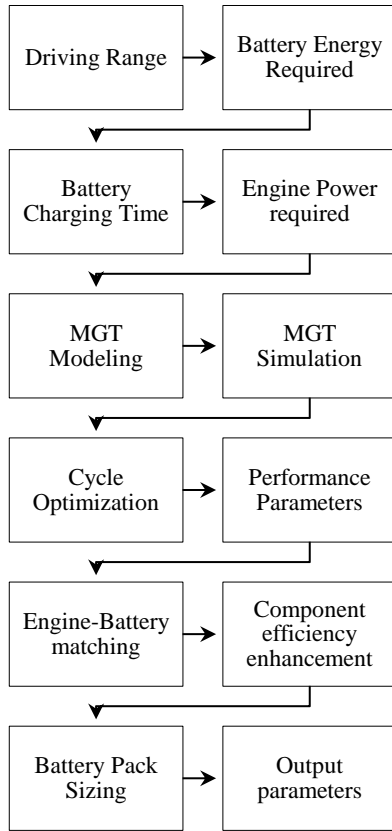 Driving Range
Battery Energy
Required
Battery
Charging Time
Engine Power
required
MGT
Modeling
MGT
Simulation
Cycle
Optimization
Performance
Parameters
Engine-Battery
matching
Component
efficiency
enhancement
Battery Pack
Sizing
Output
parameters